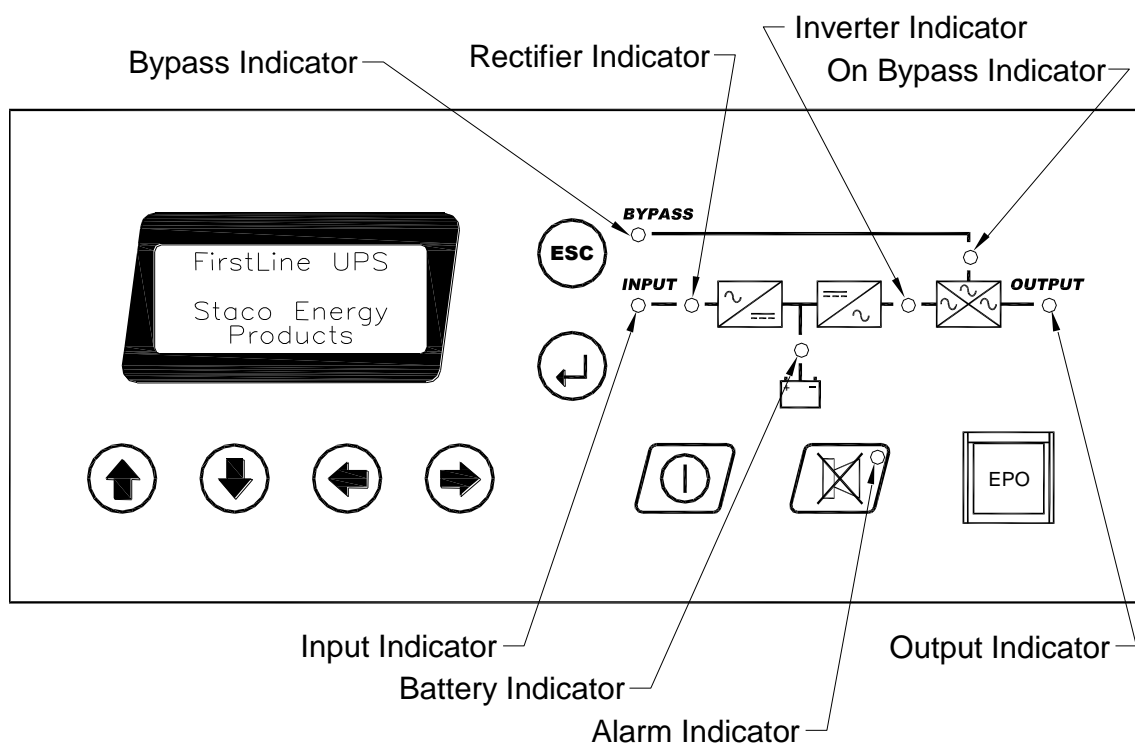 Inverter Indicator
Rectifier Indicator
Bypass Indicator
On Bypass Indicator
BYPASS
ESC
FirstLine UPS
INPUT
OUTPUT
Staco Energy
Products
+ -
EPO
Input Indicator
Output Indicator
Battery Indicator
Alarm Indicator